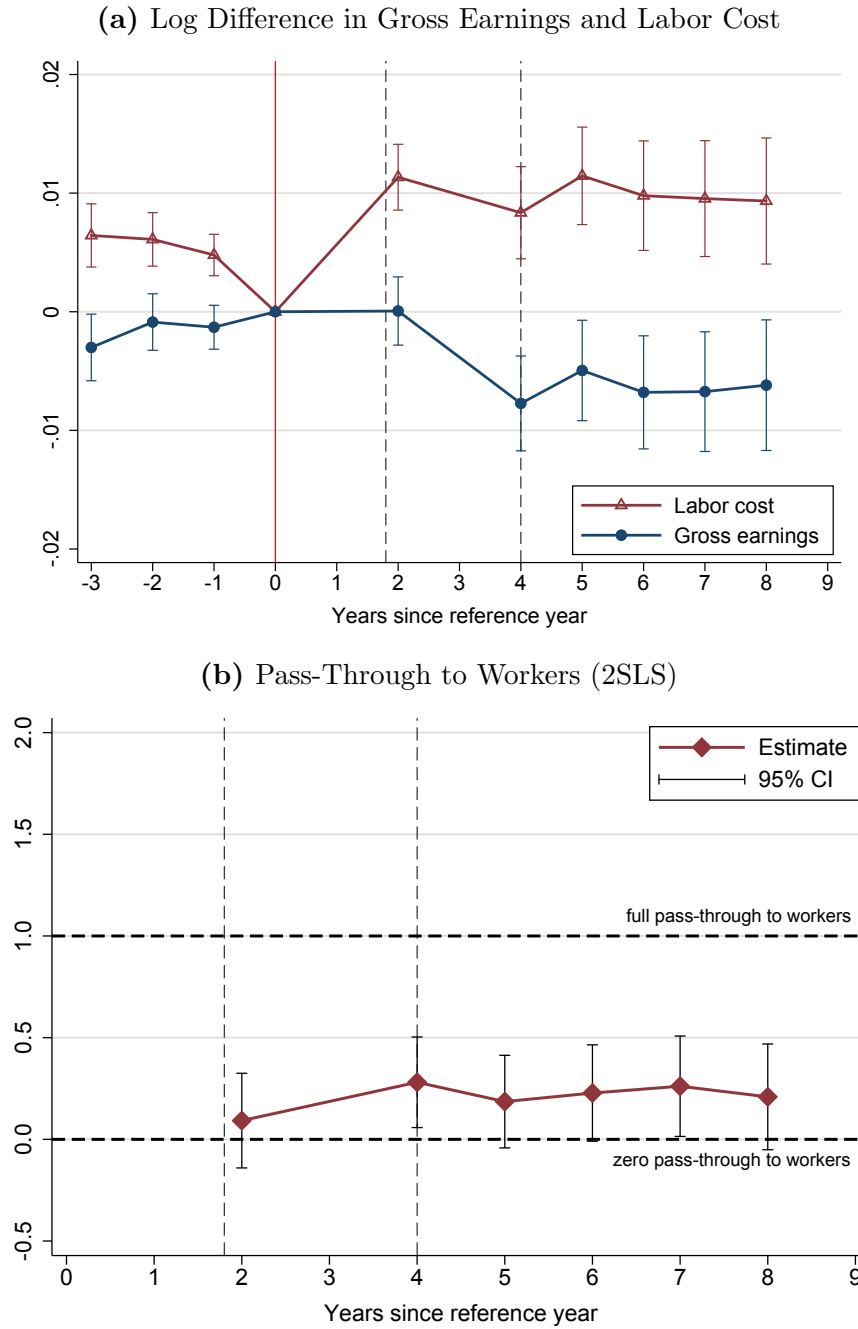 (a) Log Difference in Gross Earnings and Labor Cost
.02
.01
0
-.01
-.02
Labor cost
Gross earnings
-3 -2 -1 0 1 2 3 4 5 6 7 8 9
Years since reference year
(b) Pass-Through to Workers (2SLS)
2.0
1.5
1.0
0.5
0.0
-0.5
Estimate
95% CI
full pass-through to workers
zero pass-through to workers
0 1 2 3 4 5 6 7 8 9
Years since reference year